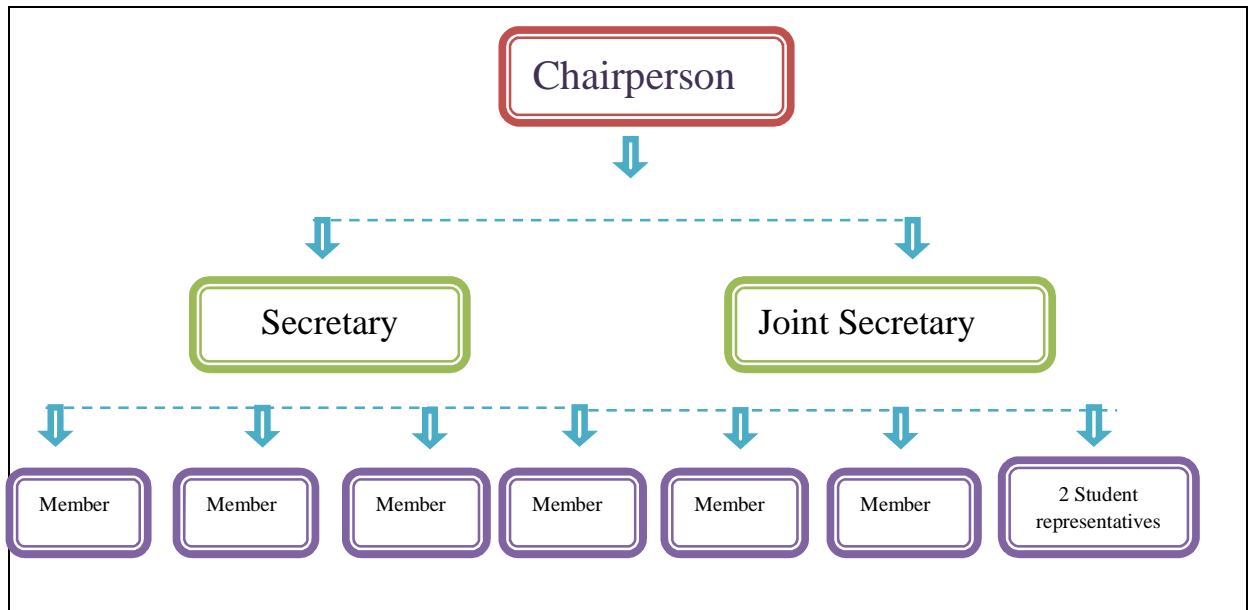 Chairperson
Secretary
Joint Secretary
Member
Member
Member
Member
Member
Member
2 Student
representatives